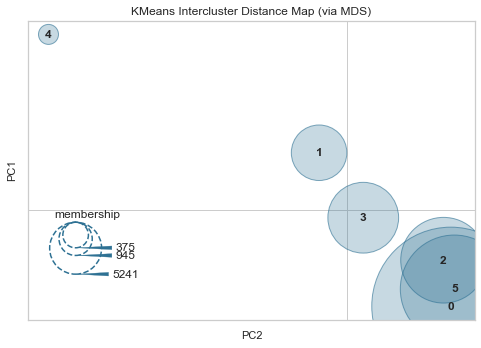 KMeans Intercluster Distance Map (via MDS)
4
1
PC1
membership
3
375
945
5241
2
5
0
PC2